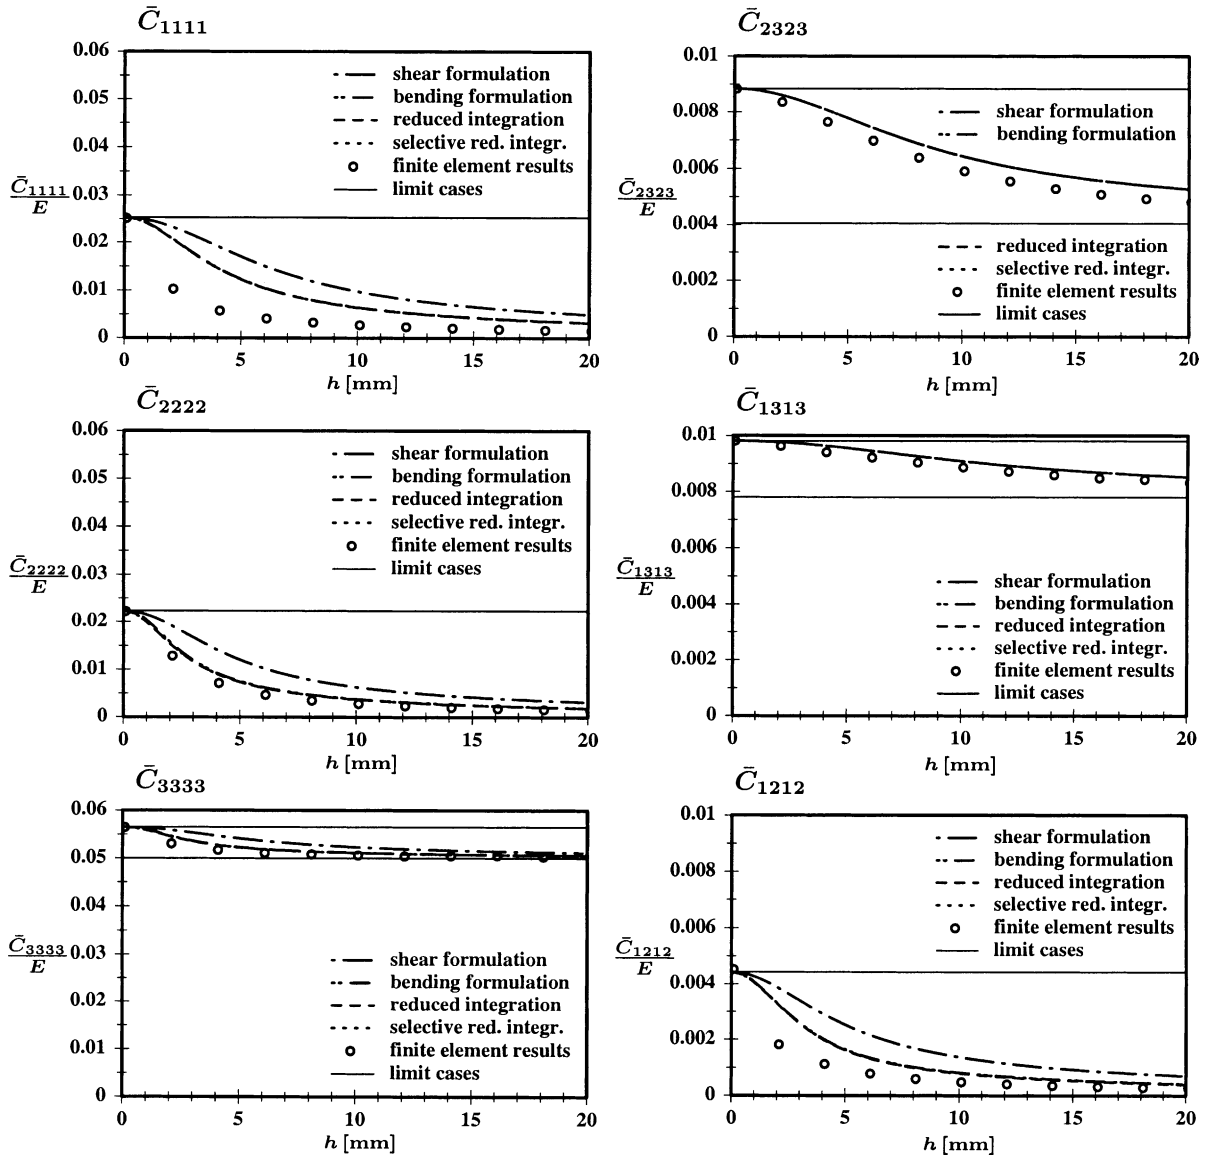 C̄1111
0.06
0.05
0.04
0.03
0.02
0.01
0
C̄1111
E
shear formulation
bending formulation
reduced integration
selective red. integr.
finite element results
limit cases
0 5 10 15 20
h [mm]
C̄2323
0.01
0.008
0.006
0.004
0.002
0
C̄2323
E
shear formulation
bending formulation
reduced integration
selective red. integr.
finite element results
limit cases
0 5 10 15 20
h [mm]
C̄2222
0.06
0.05
0.04
0.03
0.02
0.01
0
C̄2222
E
shear formulation
bending formulation
reduced integration
selective red. integr.
finite element results
limit cases
0 5 10 15 20
h [mm]
C̄1313
0.01
0.008
0.006
0.004
0.002
0
C̄1313
E
shear formulation
bending formulation
reduced integration
selective red. integr.
finite element results
limit cases
0 5 10 15 20
h [mm]
C̄3333
0.06
0.05
0.04
0.03
0.02
0.01
0
C̄3333
E
shear formulation
bending formulation
reduced integration
selective red. integr.
finite element results
limit cases
0 5 10 15 20
h [mm]
C̄1212
0.01
0.008
0.006
0.004
0.002
0
C̄1212
E
shear formulation
bending formulation
reduced integration
selective red. integr.
finite element results
limit cases
0 5 10 15 20
h [mm]